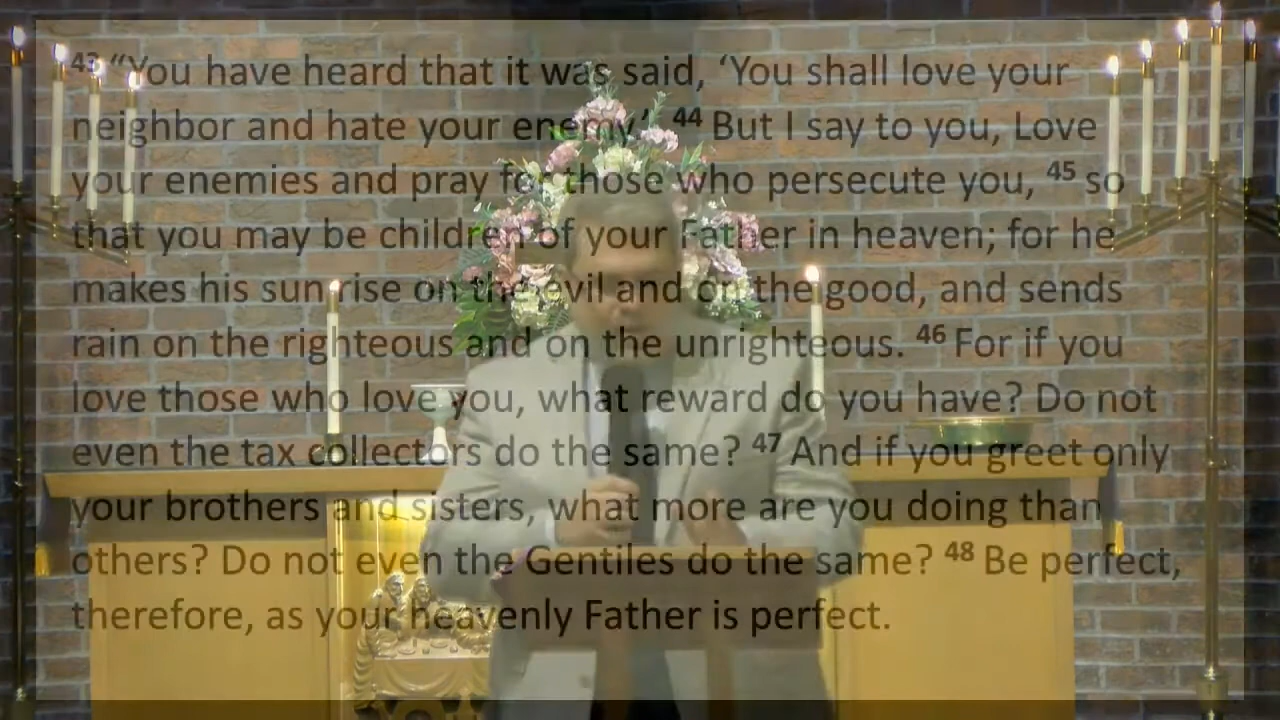 43 “You have heard that it was said, ‘You shall love your
neighbor and hate your enemy.’ 44 But I say to you, Love
your enemies and pray for those who persecute you, 45 so
that you may be children of your Father in heaven; for he
makes his sun rise on the evil and on the good, and sends
rain on the righteous and on the unrighteous. 46 For if you
love those who love you, what reward do you have? Do not
even the tax collectors do the same? 47 And if you greet only
your brothers and sisters, what more are you doing than
others? Do not even the Gentiles do the same? 48 Be perfect,
therefore, as your heavenly Father is perfect.